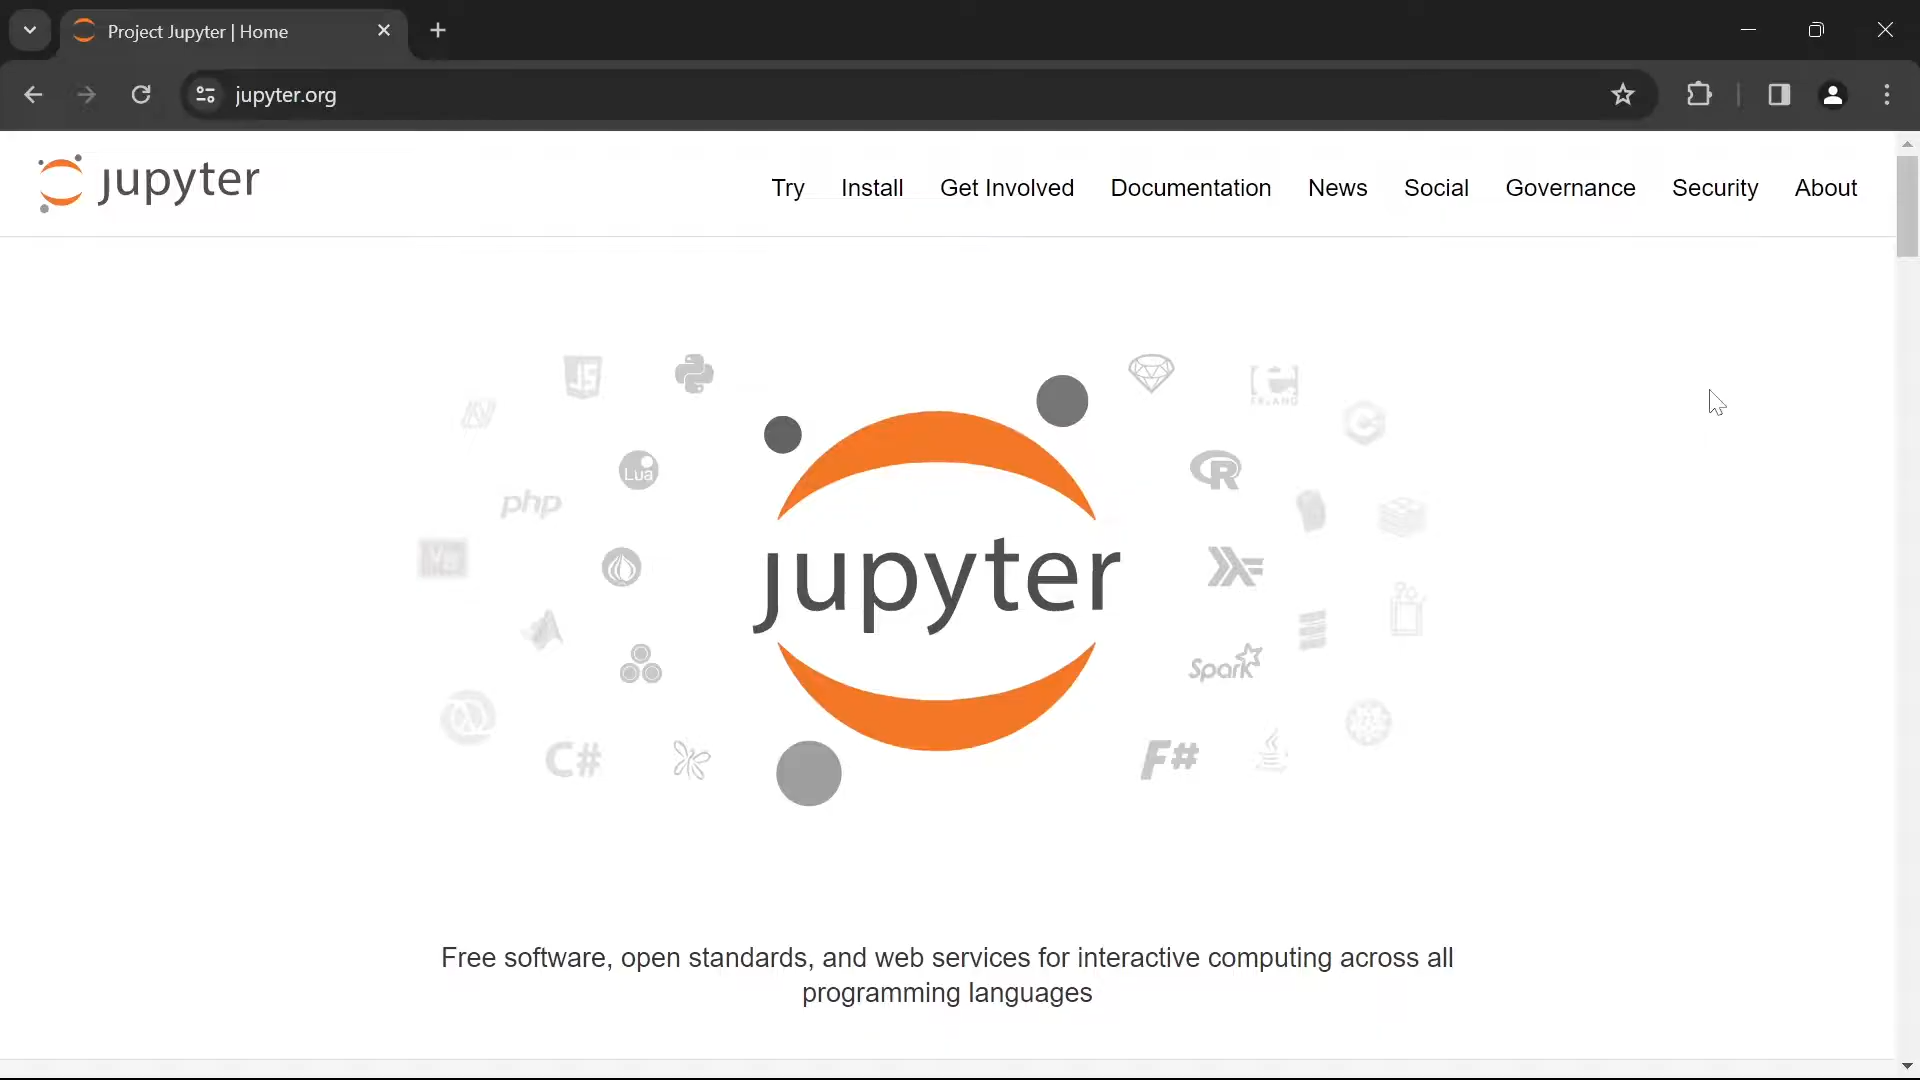 Project Jupyter | Home
jupyter.org
jupyter
Try Install Get Involved Documentation News Social Governance Security About
JS
Lua
php
R
jupyter
Spark
C#
F#
Free software, open standards, and web services for interactive computing across all
programming languages